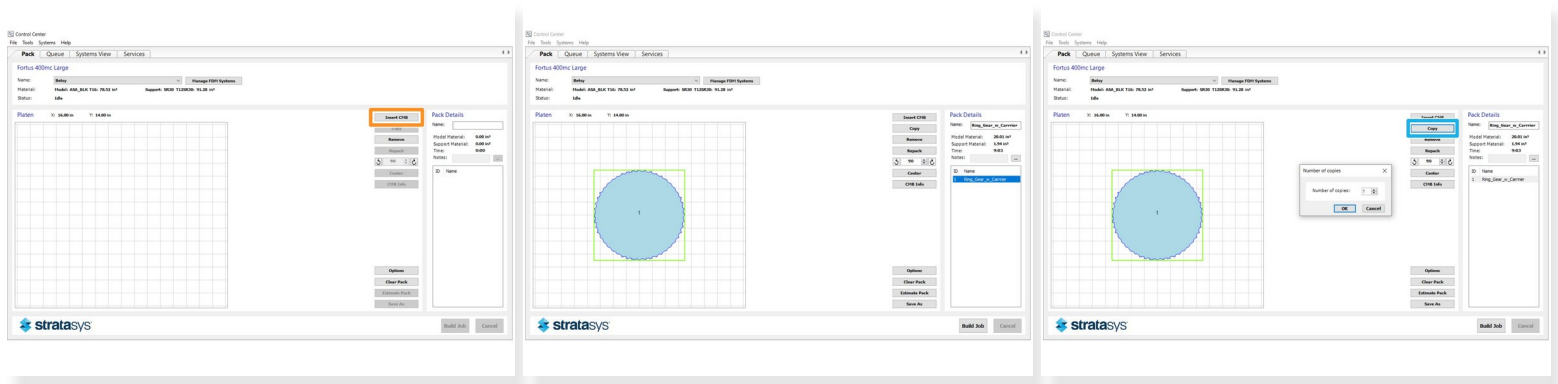 Control Center
File Tools Systems Help
Pack Queue Systems View Services
Fortus 400mc Large
Name: Betsy Manage FDM Systems
Material: Model: ASA_BLK T16: 78.53 in³ Support: SR30 T12SR30: 91.28 in³
Status: Idle
Platen X: 16.00 in Y: 14.00 in
Insert CMB
Copy
Remove
Repack
90
Center
CMB Info
Options
Clear Pack
Estimate Pack
Save As
Pack Details
Name:
Model Material: 0.00 in³
Support Material: 0.00 in³
Time: 0:00
Notes: ...
ID Name
stratasys
Build Job Cancel
Control Center
File Tools Systems Help
Pack Queue Systems View Services
Fortus 400mc Large
Name: Betsy Manage FDM Systems
Material: Model: ASA_BLK T16: 78.53 in³ Support: SR30 T12SR30: 91.28 in³
Status: Idle
Platen X: 16.00 in Y: 14.00 in
1
Insert CMB
Copy
Remove
Repack
90
Center
CMB Info
Options
Clear Pack
Estimate Pack
Save As
Pack Details
Name: Ring_Gear_w_Carrrier
Model Material: 20.01 in³
Support Material: 1.94 in³
Time: 9:03
Notes: ...
ID Name
1 Ring_Gear_w_Carrrier
stratasys
Build Job Cancel
Control Center
File Tools Systems Help
Pack Queue Systems View Services
Fortus 400mc Large
Name: Betsy Manage FDM Systems
Material: Model: ASA_BLK T16: 78.53 in³ Support: SR30 T12SR30: 91.28 in³
Status: Idle
Platen X: 16.00 in Y: 14.00 in
1
Number of copies
Number of copies: 1
OK Cancel
Insert CMB
Copy
Remove
Repack
90
Center
CMB Info
Options
Clear Pack
Estimate Pack
Save As
Pack Details
Name: Ring_Gear_w_Carrrier
Model Material: 20.01 in³
Support Material: 1.94 in³
Time: 9:03
Notes: ...
ID Name
1 Ring_Gear_w_Carrrier
stratasys
Build Job Cancel